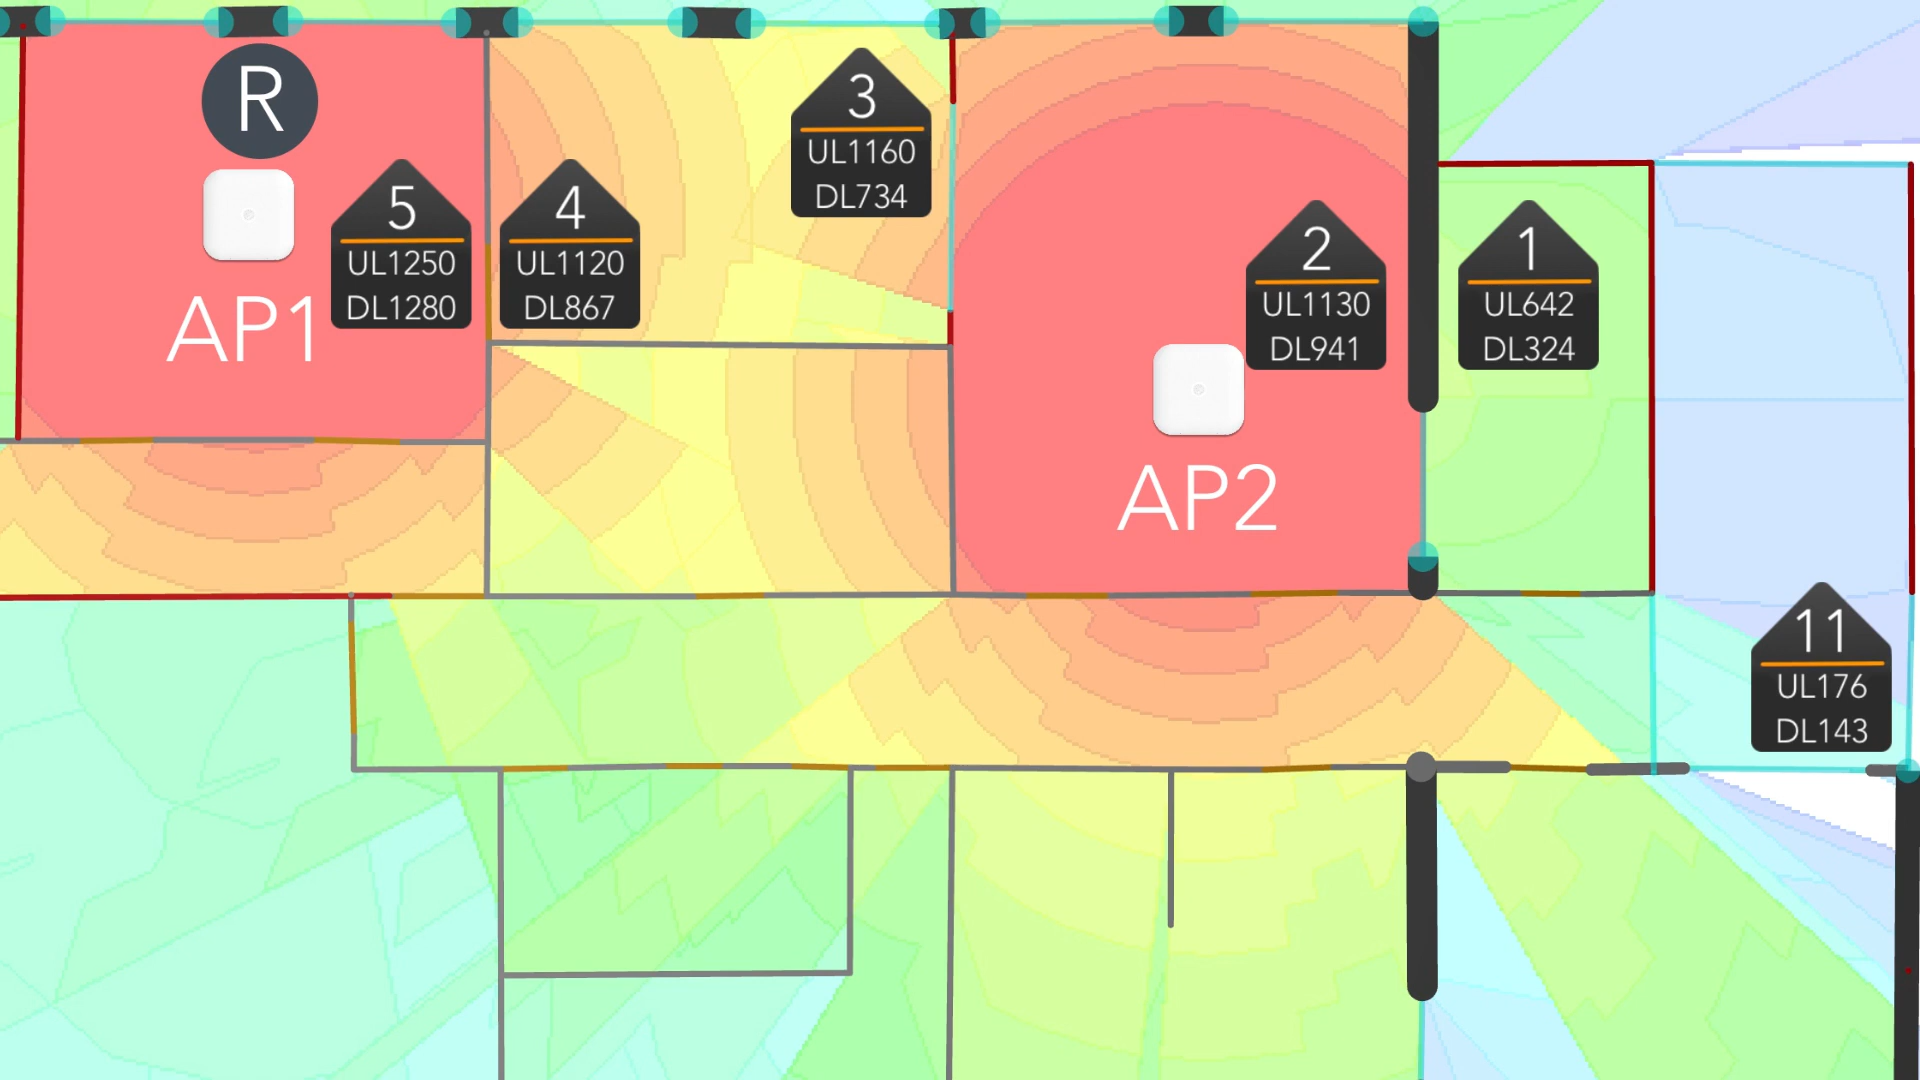 R
AP1
5
UL1250
DL1280
4
UL1120
DL867
3
UL1160
DL734
2
UL1130
DL941
AP2
1
UL642
DL324
11
UL176
DL143